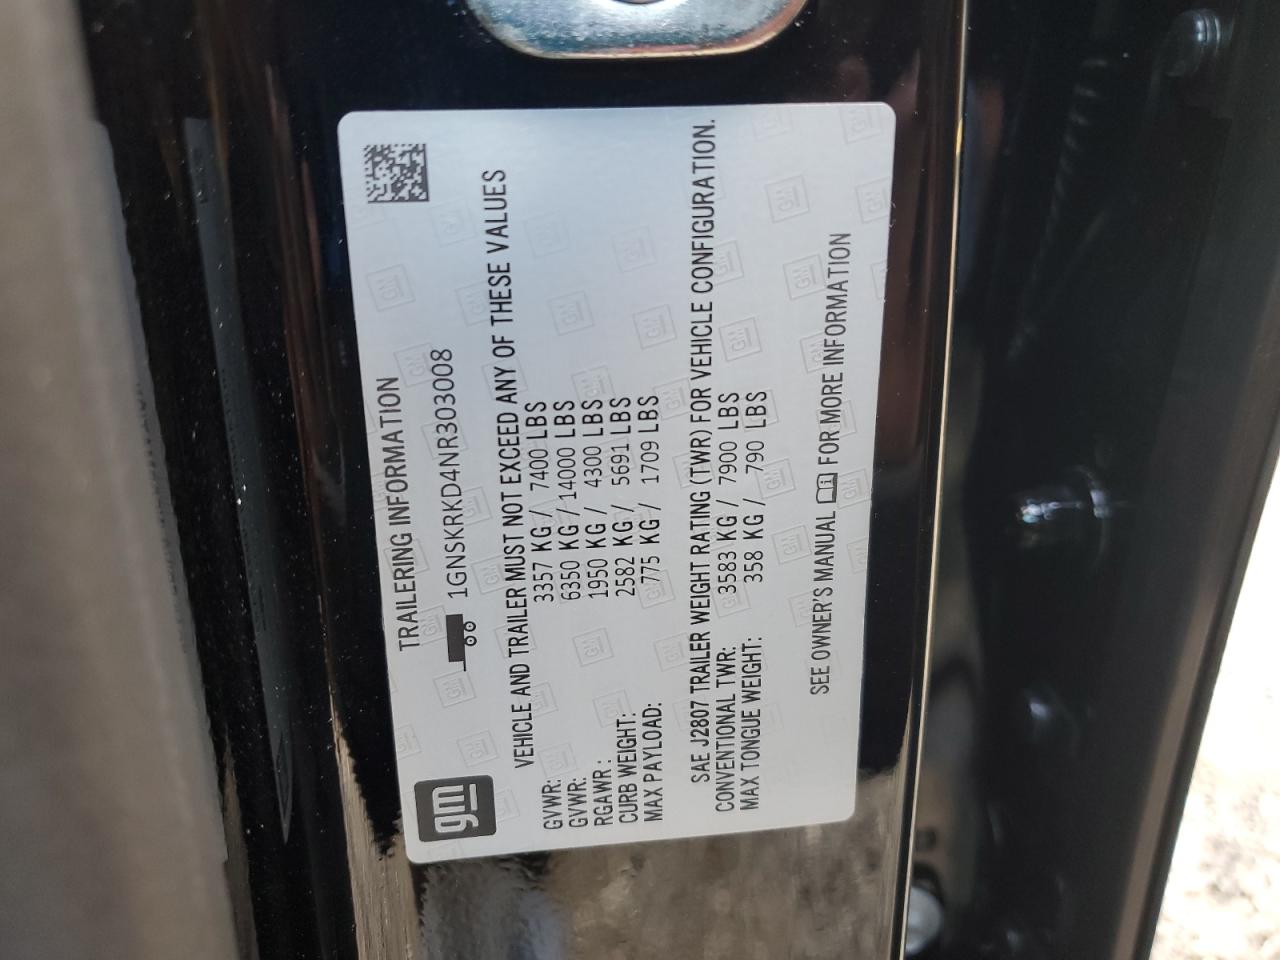 TRAILERING INFORMATION
gm
1GNSKRKD4NR303008
VEHICLE AND TRAILER MUST NOT EXCEED ANY OF THESE VALUES
GVWR: 3357 KG / 7400 LBS
GVWR: 6350 KG / 14000 LBS
RGAWR: 1950 KG / 4300 LBS
CURB WEIGHT: 2582 KG / 5691 LBS
MAX PAYLOAD: 775 KG / 1709 LBS
SAE J2807 TRAILER WEIGHT RATING (TWR) FOR VEHICLE CONFIGURATION.
CONVENTIONAL TWR: 3583 KG / 7900 LBS
MAX TONGUE WEIGHT: 358 KG / 790 LBS
SEE OWNER'S MANUAL FOR MORE INFORMATION